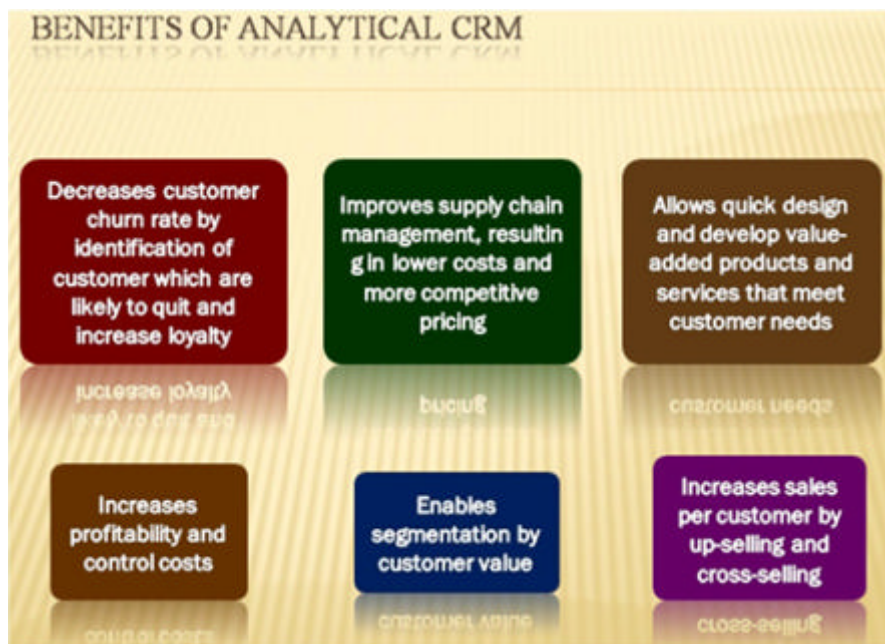 BENEFITS OF ANALYTICAL CRM
Decreases customer
churn rate by
identification of
customer which are
likely to quit and
increase loyalty
Improves supply chain
management, resultin
g in lower costs and
more competitive
pricing
Allows quick design
and develop value-
added products and
services that meet
customer needs
Increases
profitability and
control costs
Enables
segmentation by
customer value
Increases sales
per customer by
up-selling and
cross-selling